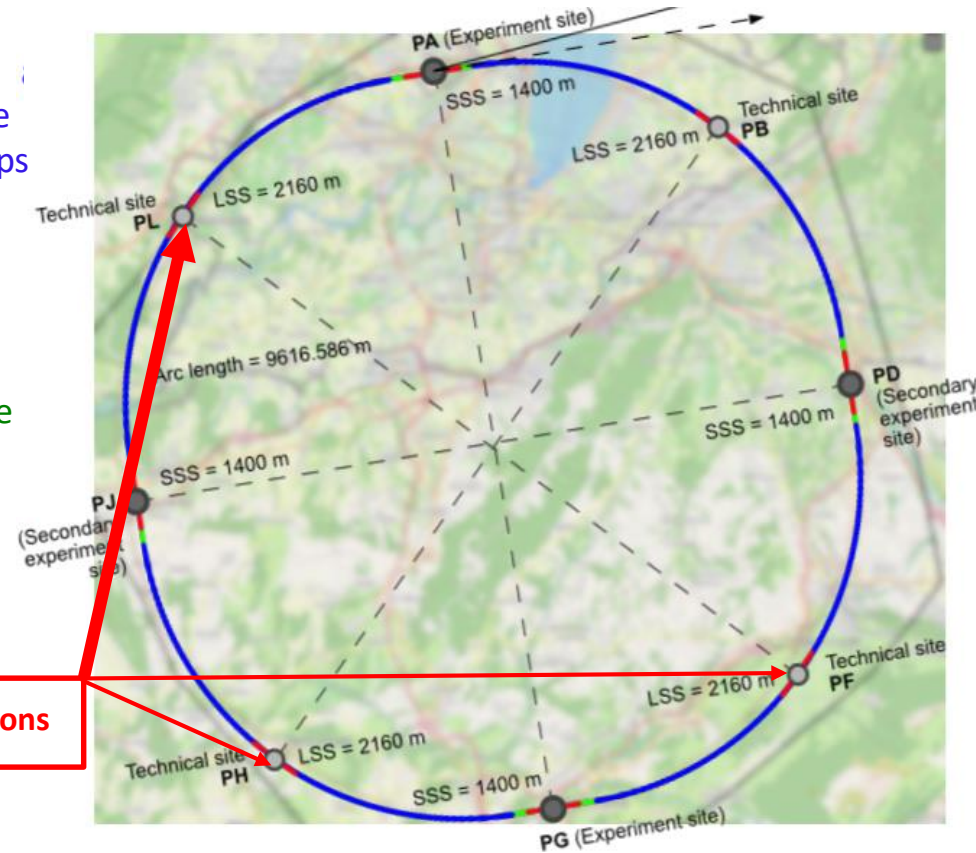 PA (Experiment site)
SSS = 1400 m
Technical site
PB
LSS = 2160 m
LSS = 2160 m
Technical site
PL
Arc length = 9616.586 m
PD
(Secondary
experiment
site)
SSS = 1400 m
SSS = 1400 m
PJ
(Secondary
experiment
site)
Technical site
PF
LSS = 2160 m
LSS = 2160 m
Technical site
PH
SSS = 1400 m
PG (Experiment site)
e
ps
e
ons